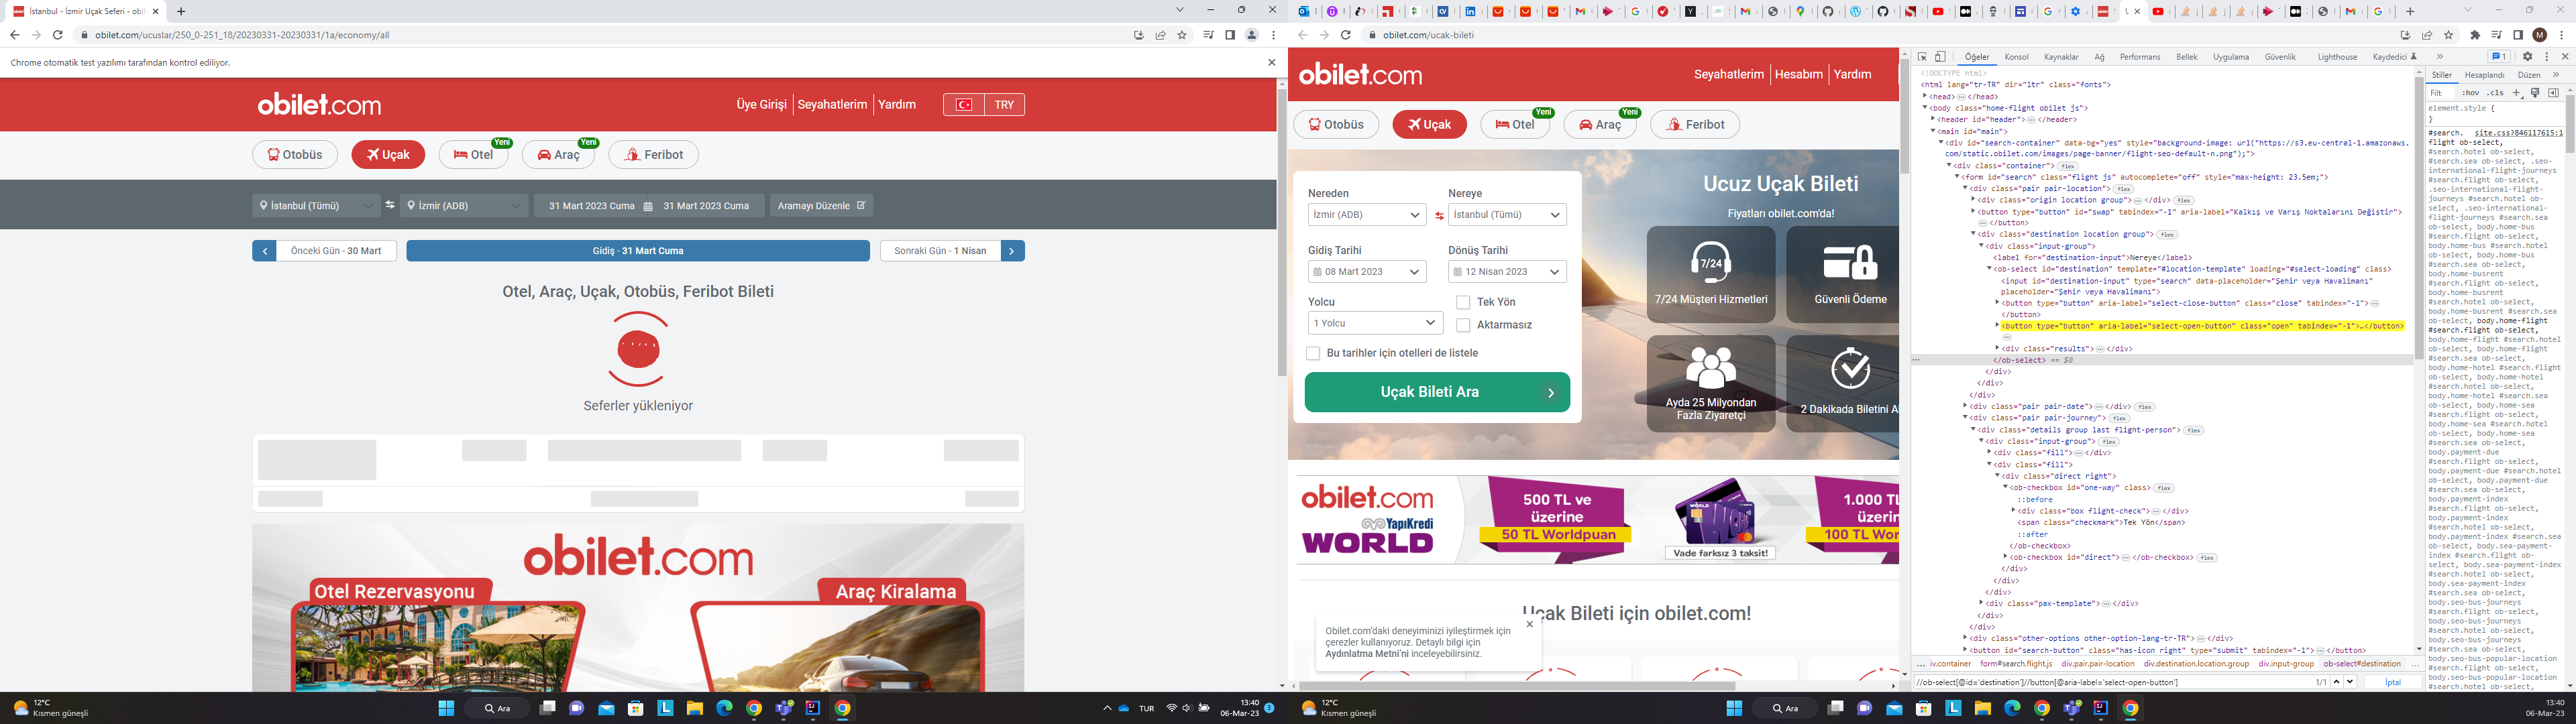 İstanbul - İzmir Uçak Seferi - obil
obilet.com/ucuslar/250_0-251_18/20230331-20230331/1a/economy/all
Chrome otomatik test yazılımı tarafından kontrol ediliyor.
obilet.com
Üye Girişi
Seyahatlerim
Yardım
TRY
Otobüs
Uçak
Otel
Yeni
Araç
Yeni
Feribot
İstanbul (Tümü)
İzmir (ADB)
31 Mart 2023 Cuma
31 Mart 2023 Cuma
Aramayı Düzenle
Önceki Gün - 30 Mart
Gidiş - 31 Mart Cuma
Sonraki Gün - 1 Nisan
Otel, Araç, Uçak, Otobüs, Feribot Bileti
Seferler yükleniyor
obilet.com
Otel Rezervasyonu
Araç Kiralama
12°C
Kısmen güneşli
Ara
TUR
13:40
06-Mar-23
3
obilet.com/ucak-bileti
obilet.com
Seyahatlerim
Hesabım
Yardım
Otobüs
Uçak
Otel
Yeni
Araç
Yeni
Feribot
Nereden
Nereye
İzmir (ADB)
İstanbul (Tümü)
Gidiş Tarihi
Dönüş Tarihi
08 Mart 2023
12 Nisan 2023
Yolcu
Tek Yön
1 Yolcu
Aktarmasız
Bu tarihler için otelleri de listele
Uçak Bileti Ara
Ucuz Uçak Bileti
Fiyatları obilet.com'da!
7/24
7/24 Müşteri Hizmetleri
Güvenli Ödeme
Ayda 25 Milyondan
Fazla Ziyaretçi
2 Dakikada Biletini Al
obilet.com
YapıKredi
WORLD
500 TL ve
üzerine
50 TL Worldpuan
Vade farksız 3 taksit!
1.000 TL
üzerin
100 TL Wor
Uçak Bileti için obilet.com!
Obilet.com'daki deneyiminizi iyileştirmek için
çerezler kullanıyoruz. Detaylı bilgi için
Aydınlatma Metni'ni inceleyebilirsiniz.
Öğeler
Konsol
Kaynaklar
Ağ
Performans
Bellek
Uygulama
Güvenlik
Lighthouse
Kaydedici
1
<!DOCTYPE html>
<html lang="tr-TR" dir="ltr" class="fonts">
<head></head>
<body class="home-flight obilet js">
<header id="header"></header>
<main id="main">
<div id="search-container" data-bg="yes" style="background-image: url("https://s3.eu-central-1.amazonaws.
com/static.obilet.com/images/page-banner/flight-seo-default-n.png");">
<div class="container"> flex
<form id="search" class="flight js" autocomplete="off" style="max-height: 23.5em;">
<div class="pair pair-location"> flex
<div class="origin location group"></div> flex
<button type="button" id="swap" tabindex="-1" aria-label="Kalkış ve Varış Noktalarını Değiştir">
</button>
<div class="destination location group"> flex
<div class="input-group">
<label for="destination-input">Nereye</label>
<ob-select id="destination" template="#location-template" loading="#select-loading" class>
<input id="destination-input" type="search" data-placeholder="Şehir veya Havalimanı"
placeholder="Şehir veya Havalimanı">
<button type="button" aria-label="select-close-button" class="close" tabindex="-1">
</button>
<button type="button" aria-label="select-open-button" class="open" tabindex="-1">…</button>
<div class="results"></div>
</ob-select> == $0
</div>
</div>
</div>
<div class="pair pair-date"></div> flex
<div class="pair pair-journey"> flex
<div class="details group last flight-person"> flex
<div class="input-group"> flex
<div class="fill"></div>
<div class="fill">
<div class="direct right">
<ob-checkbox id="one-way" class> flex
::before
<div class="box flight-check"></div>
<span class="checkmark">Tek Yön</span>
::after
</ob-checkbox>
<ob-checkbox id="direct"></ob-checkbox> flex
</div>
</div>
</div>
<div class="pax-template"></div>
</div>
</div>
<div class="other-options other-option-lang-tr-TR"></div>
<button id="search-button" class="has-icon right" type="submit" tabindex="-1"></button>
... iv.container form#search.flight.js div.pair.pair-location div.destination.location.group div.input-group ob-select#destination ...
//ob-select[@id='destination']//button[@aria-label='select-open-button']
1/1
İptal
Stiller
Hesaplandı
Düzen
Filt
:hov
.cls
element.style {
}
#search. site.css?846117615:1
flight ob-select,
#search.hotel ob-select,
#search.sea ob-select, .seo-
international-flight-journeys
#search.flight ob-select,
.seo-international-flight-
journeys #search.hotel
12°C
Kısmen güneşli
Ara
13:40
06-Mar-23